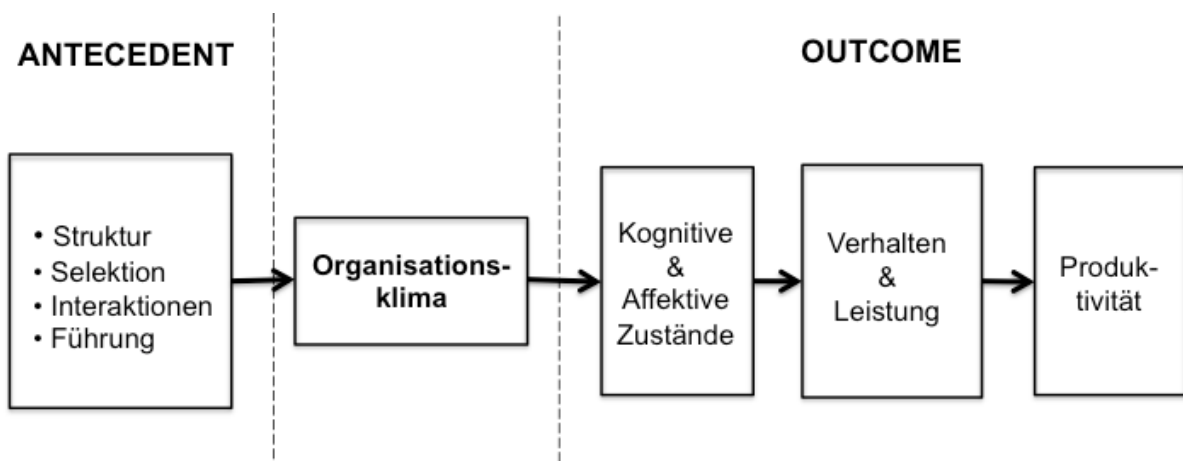 ANTECEDENT
OUTCOME
• Struktur
• Selektion
• Interaktionen
• Führung
Organisations-
klima
Kognitive
&
Affektive
Zustände
Verhalten
&
Leistung
Produk-
tivität